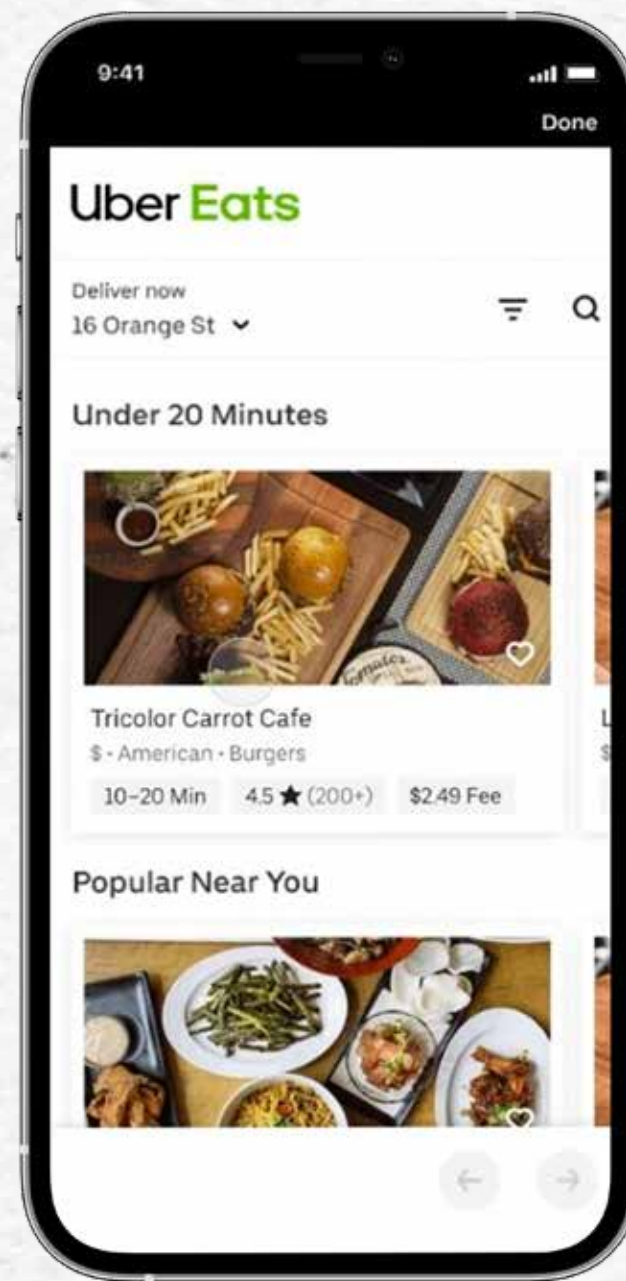 9:41
Done
Uber Eats
Deliver now
16 Orange St
Under 20 Minutes
Tomatoes
Tricolor Carrot Cafe
$ • American • Burgers
10–20 Min 4.5 ★ (200+) $2.49 Fee
L
$
Popular Near You